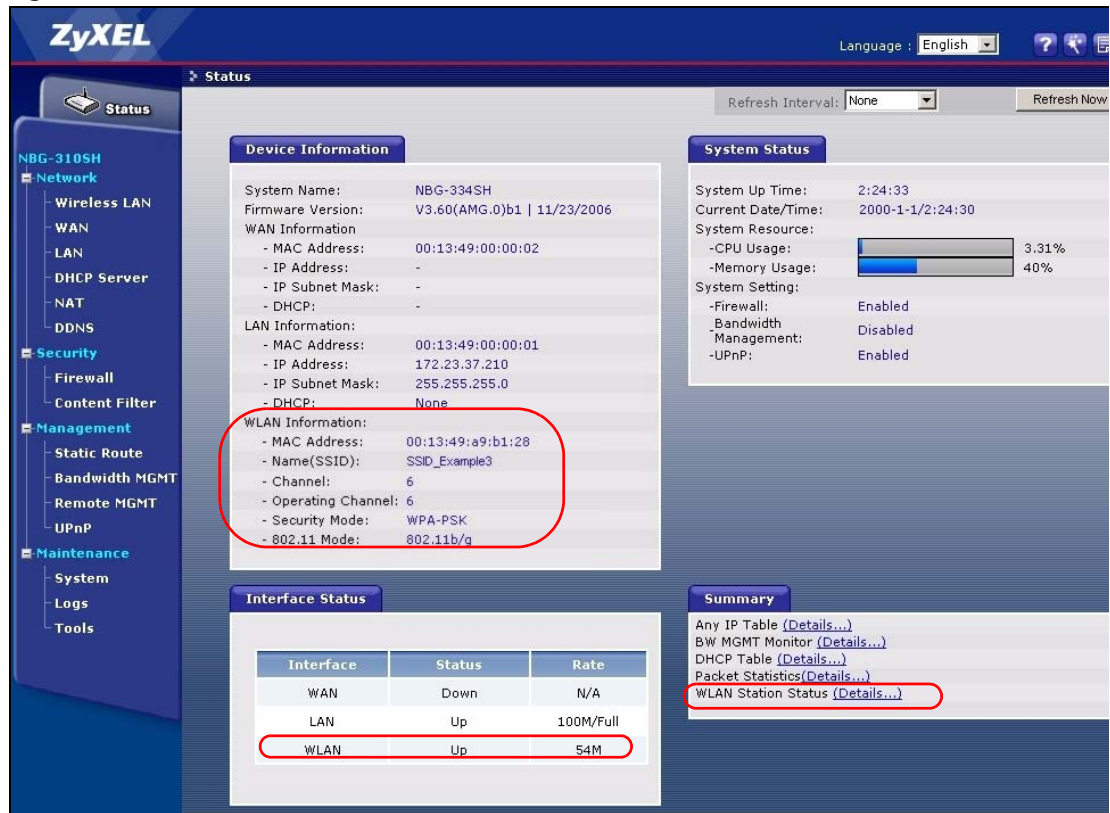 ZyXEL
Language : English
Status
Status
Refresh Interval: None Refresh Now
NBG-310SH
Network
Wireless LAN
WAN
LAN
DHCP Server
NAT
DDNS
Security
Firewall
Content Filter
Management
Static Route
Bandwidth MGMT
Remote MGMT
UPnP
Maintenance
System
Logs
Tools
Device Information
System Name: NBG-334SH
Firmware Version: V3.60(AMG.0)b1 | 11/23/2006
WAN Information
- MAC Address: 00:13:49:00:00:02
- IP Address: -
- IP Subnet Mask: -
- DHCP: -
LAN Information:
- MAC Address: 00:13:49:00:00:01
- IP Address: 172.23.37.210
- IP Subnet Mask: 255.255.255.0
- DHCP: None
WLAN Information:
- MAC Address: 00:13:49:a9:b1:28
- Name(SSID): SSID_Example3
- Channel: 6
- Operating Channel: 6
- Security Mode: WPA-PSK
- 802.11 Mode: 802.11b/g
System Status
System Up Time: 2:24:33
Current Date/Time: 2000-1-1/2:24:30
System Resource:
-CPU Usage: 3.31%
-Memory Usage: 40%
System Setting:
-Firewall: Enabled
-Bandwidth Management: Disabled
-UPnP: Enabled
Interface Status
Interface Status Rate
WAN Down N/A
LAN Up 100M/Full
WLAN Up 54M
Summary
Any IP Table (Details...)
BW MGMT Monitor (Details...)
DHCP Table (Details...)
Packet Statistics(Details...)
WLAN Station Status (Details...)